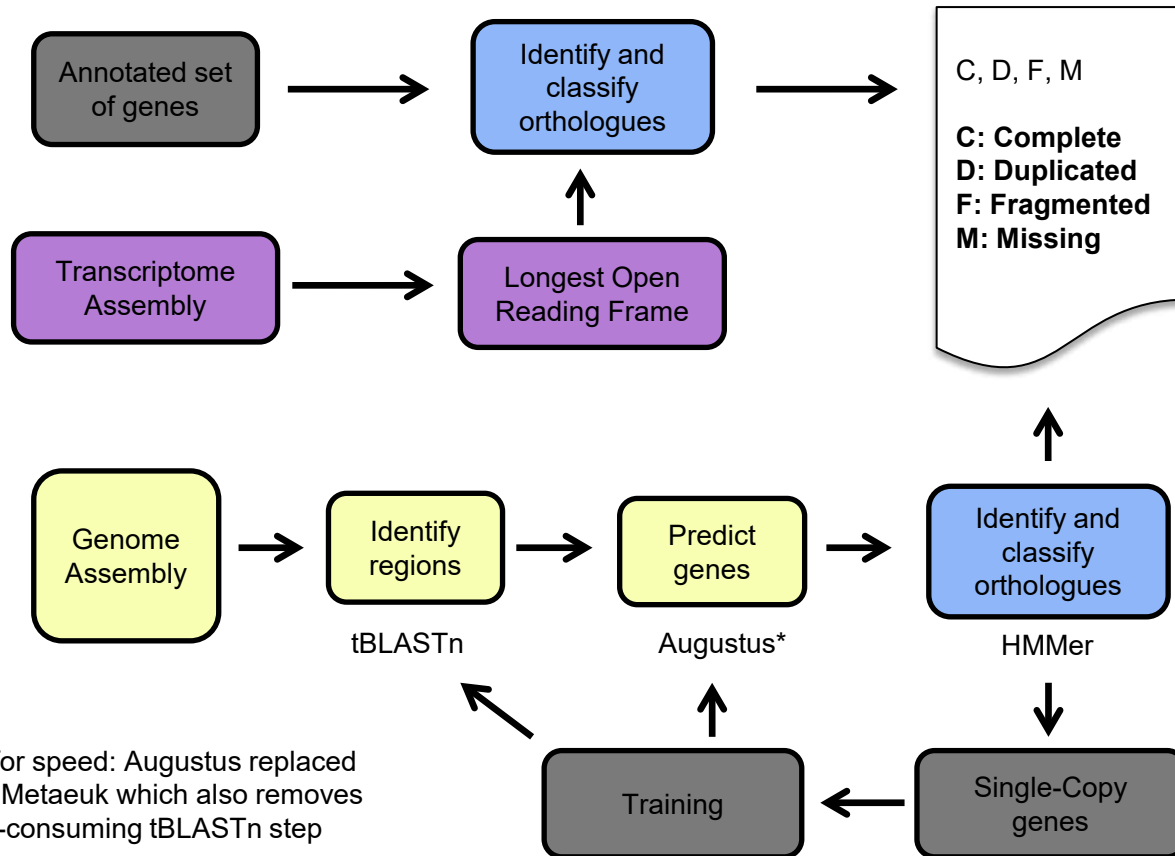 Annotated set
of genes
Identify and
classify
orthologues
C, D, F, M
C: Complete
D: Duplicated
F: Fragmented
M: Missing
Transcriptome
Assembly
Longest Open
Reading Frame
Genome
Assembly
Identify
regions
Predict
genes
Identify and
classify
orthologues
tBLASTn
Augustus*
HMMer
for speed: Augustus replaced
Metaeuk which also removes
-consuming tBLASTn step
Training
Single-Copy
genes